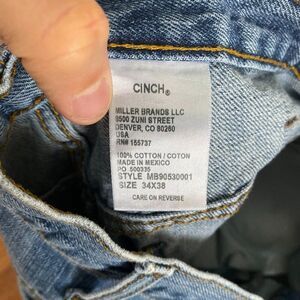 CINCH®
MILLER BRANDS LLC
8500 ZUNI STREET
DENVER, CO 80260
USA
RN# 155737
100% COTTON / COTON
MADE IN MEXICO
PO 500335
STYLE MB90530001
SIZE 34X38
CARE ON REVERSE